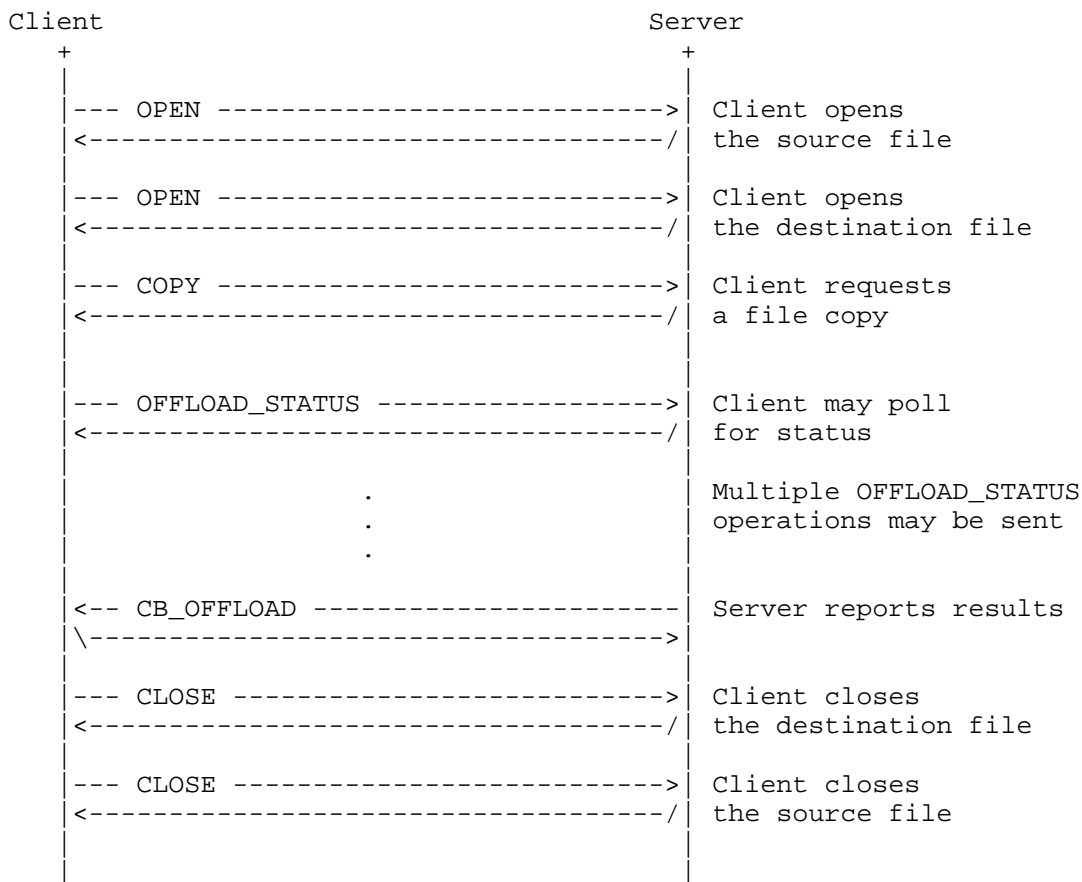 Client                                  Server
   +                                      +
   |                                      |
   |--- OPEN ---------------------------->| Client opens
   |<------------------------------------/| the source file
   |                                      |
   |--- OPEN ---------------------------->| Client opens
   |<------------------------------------/| the destination file
   |                                      |
   |--- COPY ---------------------------->| Client requests
   |<------------------------------------/| a file copy
   |                                      |
   |                                      |
   |--- OFFLOAD_STATUS ------------------>| Client may poll
   |<------------------------------------/| for status
   |                                      |
   |                  .                   | Multiple OFFLOAD_STATUS
   |                  .                   | operations may be sent
   |                  .                   |
   |                                      |
   |<-- CB_OFFLOAD -----------------------| Server reports results
   |\------------------------------------>|
   |                                      |
   |--- CLOSE --------------------------->| Client closes
   |<------------------------------------/| the destination file
   |                                      |
   |--- CLOSE --------------------------->| Client closes
   |<------------------------------------/| the source file
   |                                      |
   |                                      |